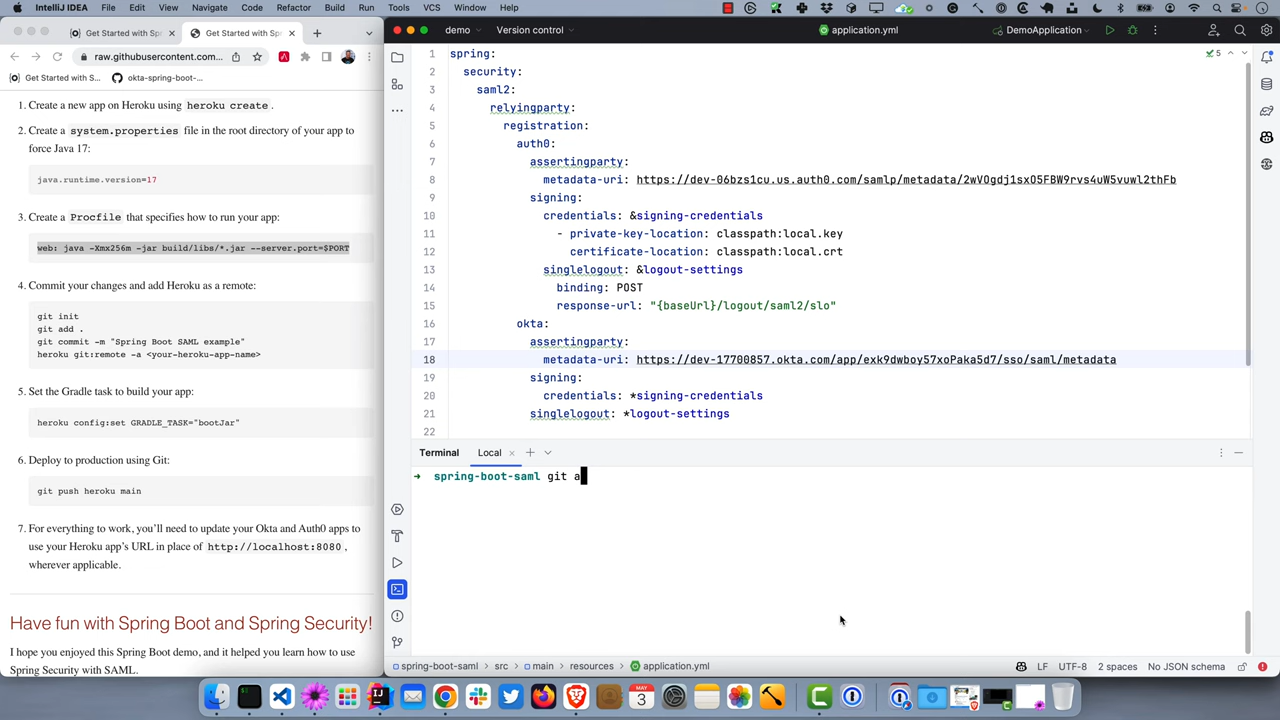 IntelliJ IDEA File Edit View Navigate Code Refactor Build Run Tools VCS Window Help
Get Started with Sp
Get Started with Sp
raw.githubusercontent.com...
Get Started with S...
okta-spring-boot-...
1. Create a new app on Heroku using heroku create .
2. Create a system.properties file in the root directory of your app to
force Java 17:
java.runtime.version=17
3. Create a Procfile that specifies how to run your app:
web: java -Xmx256m -jar build/libs/*.jar --server.port=$PORT
4. Commit your changes and add Heroku as a remote:
git init
git add .
git commit -m "Spring Boot SAML example"
heroku git:remote -a <your-heroku-app-name>
5. Set the Gradle task to build your app:
heroku config:set GRADLE_TASK="bootJar"
6. Deploy to production using Git:
git push heroku main
7. For everything to work, you'll need to update your Okta and Auth0 apps to
use your Heroku app's URL in place of http://localhost:8080 ,
wherever applicable.
Have fun with Spring Boot and Spring Security!
I hope you enjoyed this Spring Boot demo, and it helped you learn how to use
Spring Security with SAML.
demo
Version control
application.yml
DemoApplication
5
1 spring:
2 security:
3 saml2:
4 relyingparty:
5 registration:
6 auth0:
7 assertingparty:
8 metadata-uri: https://dev-06bzs1cu.us.auth0.com/samlp/metadata/2wVOgdj1sxO5FBW9rvs4uW5vuwl2thFb
9 signing:
10 credentials: &signing-credentials
11 - private-key-location: classpath:local.key
12 certificate-location: classpath:local.crt
13 singlelogout: &logout-settings
14 binding: POST
15 response-url: "{baseUrl}/logout/saml2/slo"
16 okta:
17 assertingparty:
18 metadata-uri: https://dev-17700857.okta.com/app/exk9dwboy57xoPaka5d7/sso/saml/metadata
19 signing:
20 credentials: *signing-credentials
21 singlelogout: *logout-settings
22
Terminal
Local
spring-boot-saml git a
spring-boot-saml
src
main
resources
application.yml
LF
UTF-8
2 spaces
No JSON schema
MAY
3